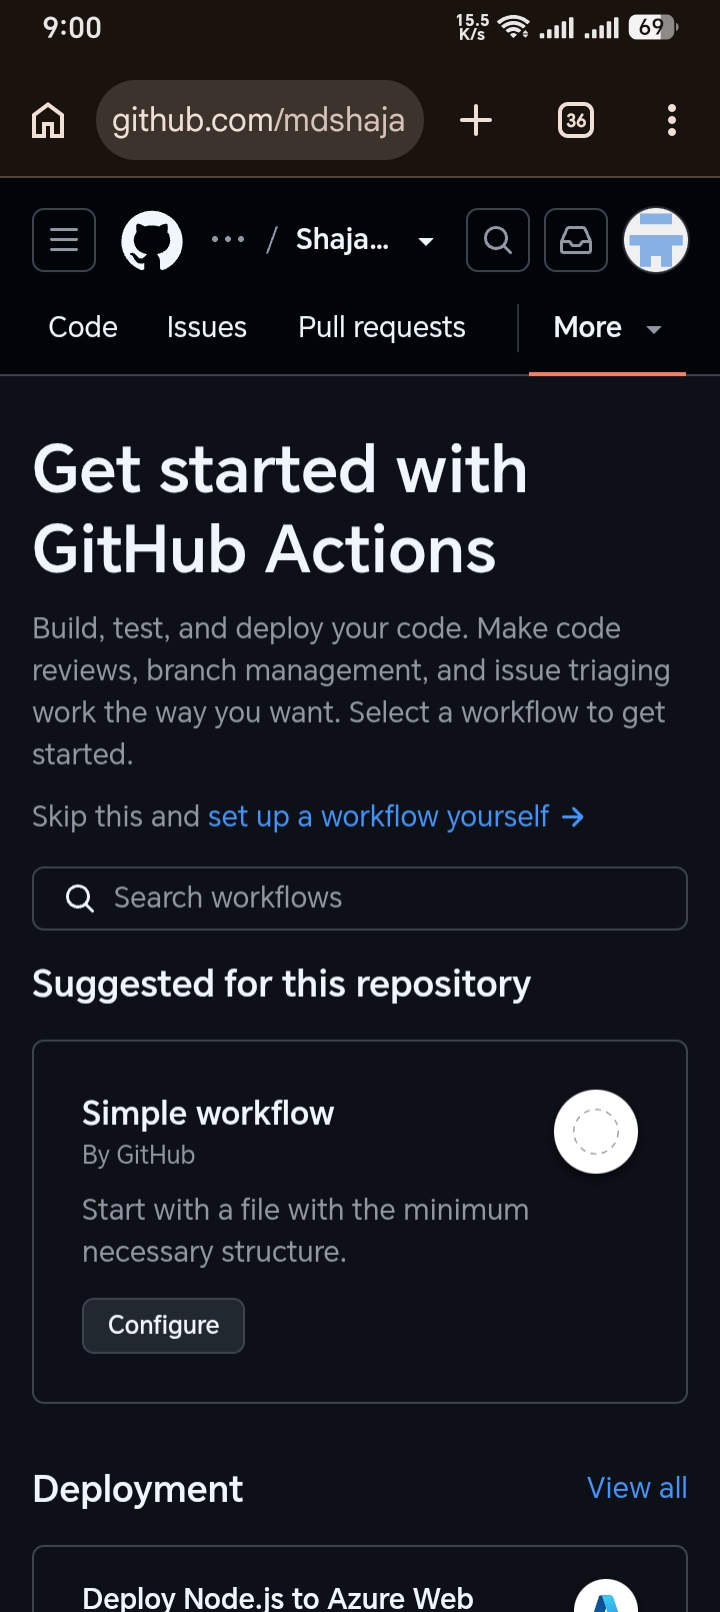 9:00
15.5
K/s
69
github.com/mdshaja
36
... / Shaja...
Code Issues Pull requests More
Get started with
GitHub Actions
Build, test, and deploy your code. Make code
reviews, branch management, and issue triaging
work the way you want. Select a workflow to get
started.
Skip this and set up a workflow yourself →
Search workflows
Suggested for this repository
Simple workflow
By GitHub
Start with a file with the minimum
necessary structure.
Configure
Deployment View all
Deploy Node.js to Azure Web